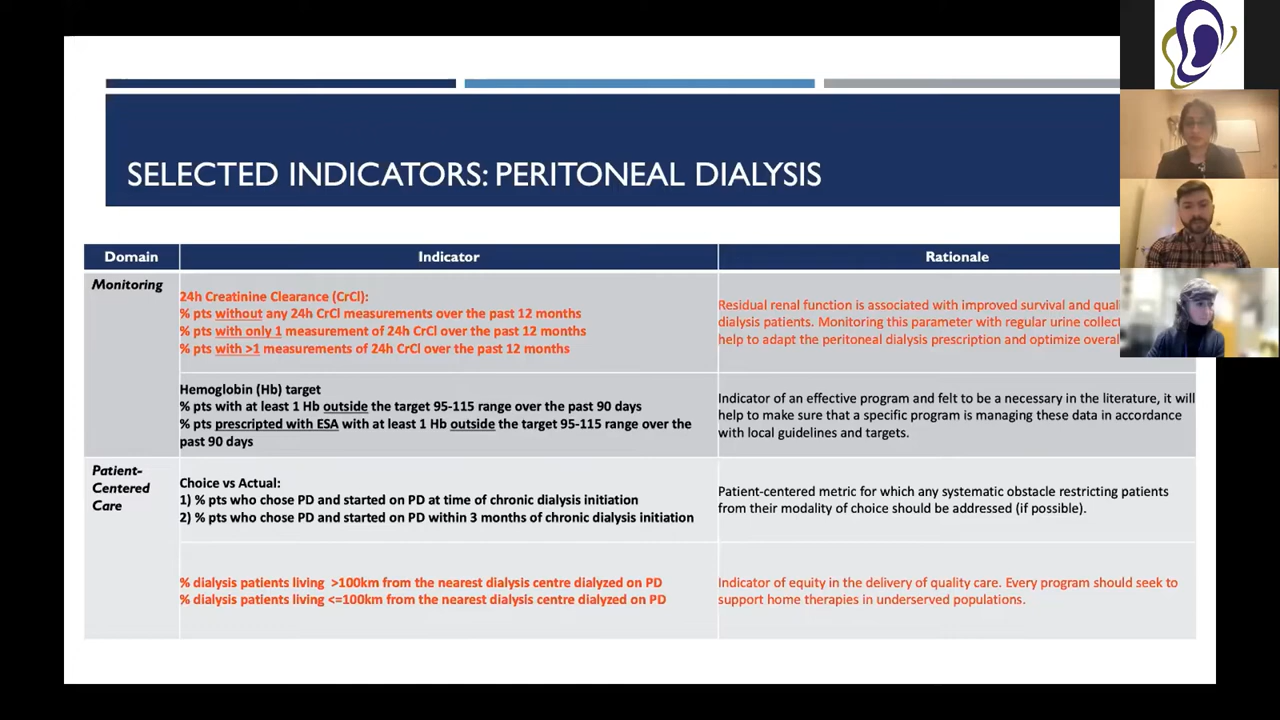 SELECTED INDICATORS: PERITONEAL DIALYSIS
Domain
Indicator
Rationale
Monitoring
24h Creatinine Clearance (CrCl):
% pts without any 24h CrCl measurements over the past 12 months
% pts with only 1 measurement of 24h CrCl over the past 12 months
% pts with >1 measurements of 24h CrCl over the past 12 months
Residual renal function is associated with improved survival and
dialysis patients. Monitoring this parameter with regular urine
help to adapt the peritoneal dialysis prescription and optimize
Hemoglobin (Hb) target
% pts with at least 1 Hb outside the target 95-115 range over the past 90 days
% pts prescripted with ESA with at least 1 Hb outside the target 95-115 range over the
past 90 days
Indicator of an effective program and felt to be a necessary in the literature, it will
help to make sure that a specific program is managing these data in accordance
with local guidelines and targets.
Patient-
Centered
Care
Choice vs Actual:
1) % pts who chose PD and started on PD at time of chronic dialysis initiation
2) % pts who chose PD and started on PD within 3 months of chronic dialysis initiation
Patient-centered metric for which any systematic obstacle restricting patients
from their modality of choice should be addressed (if possible).
% dialysis patients living >100km from the nearest dialysis centre dialyzed on PD
% dialysis patients living <=100km from the nearest dialysis centre dialyzed on PD
Indicator of equity in the delivery of quality care. Every program should seek to
support home therapies in underserved populations.